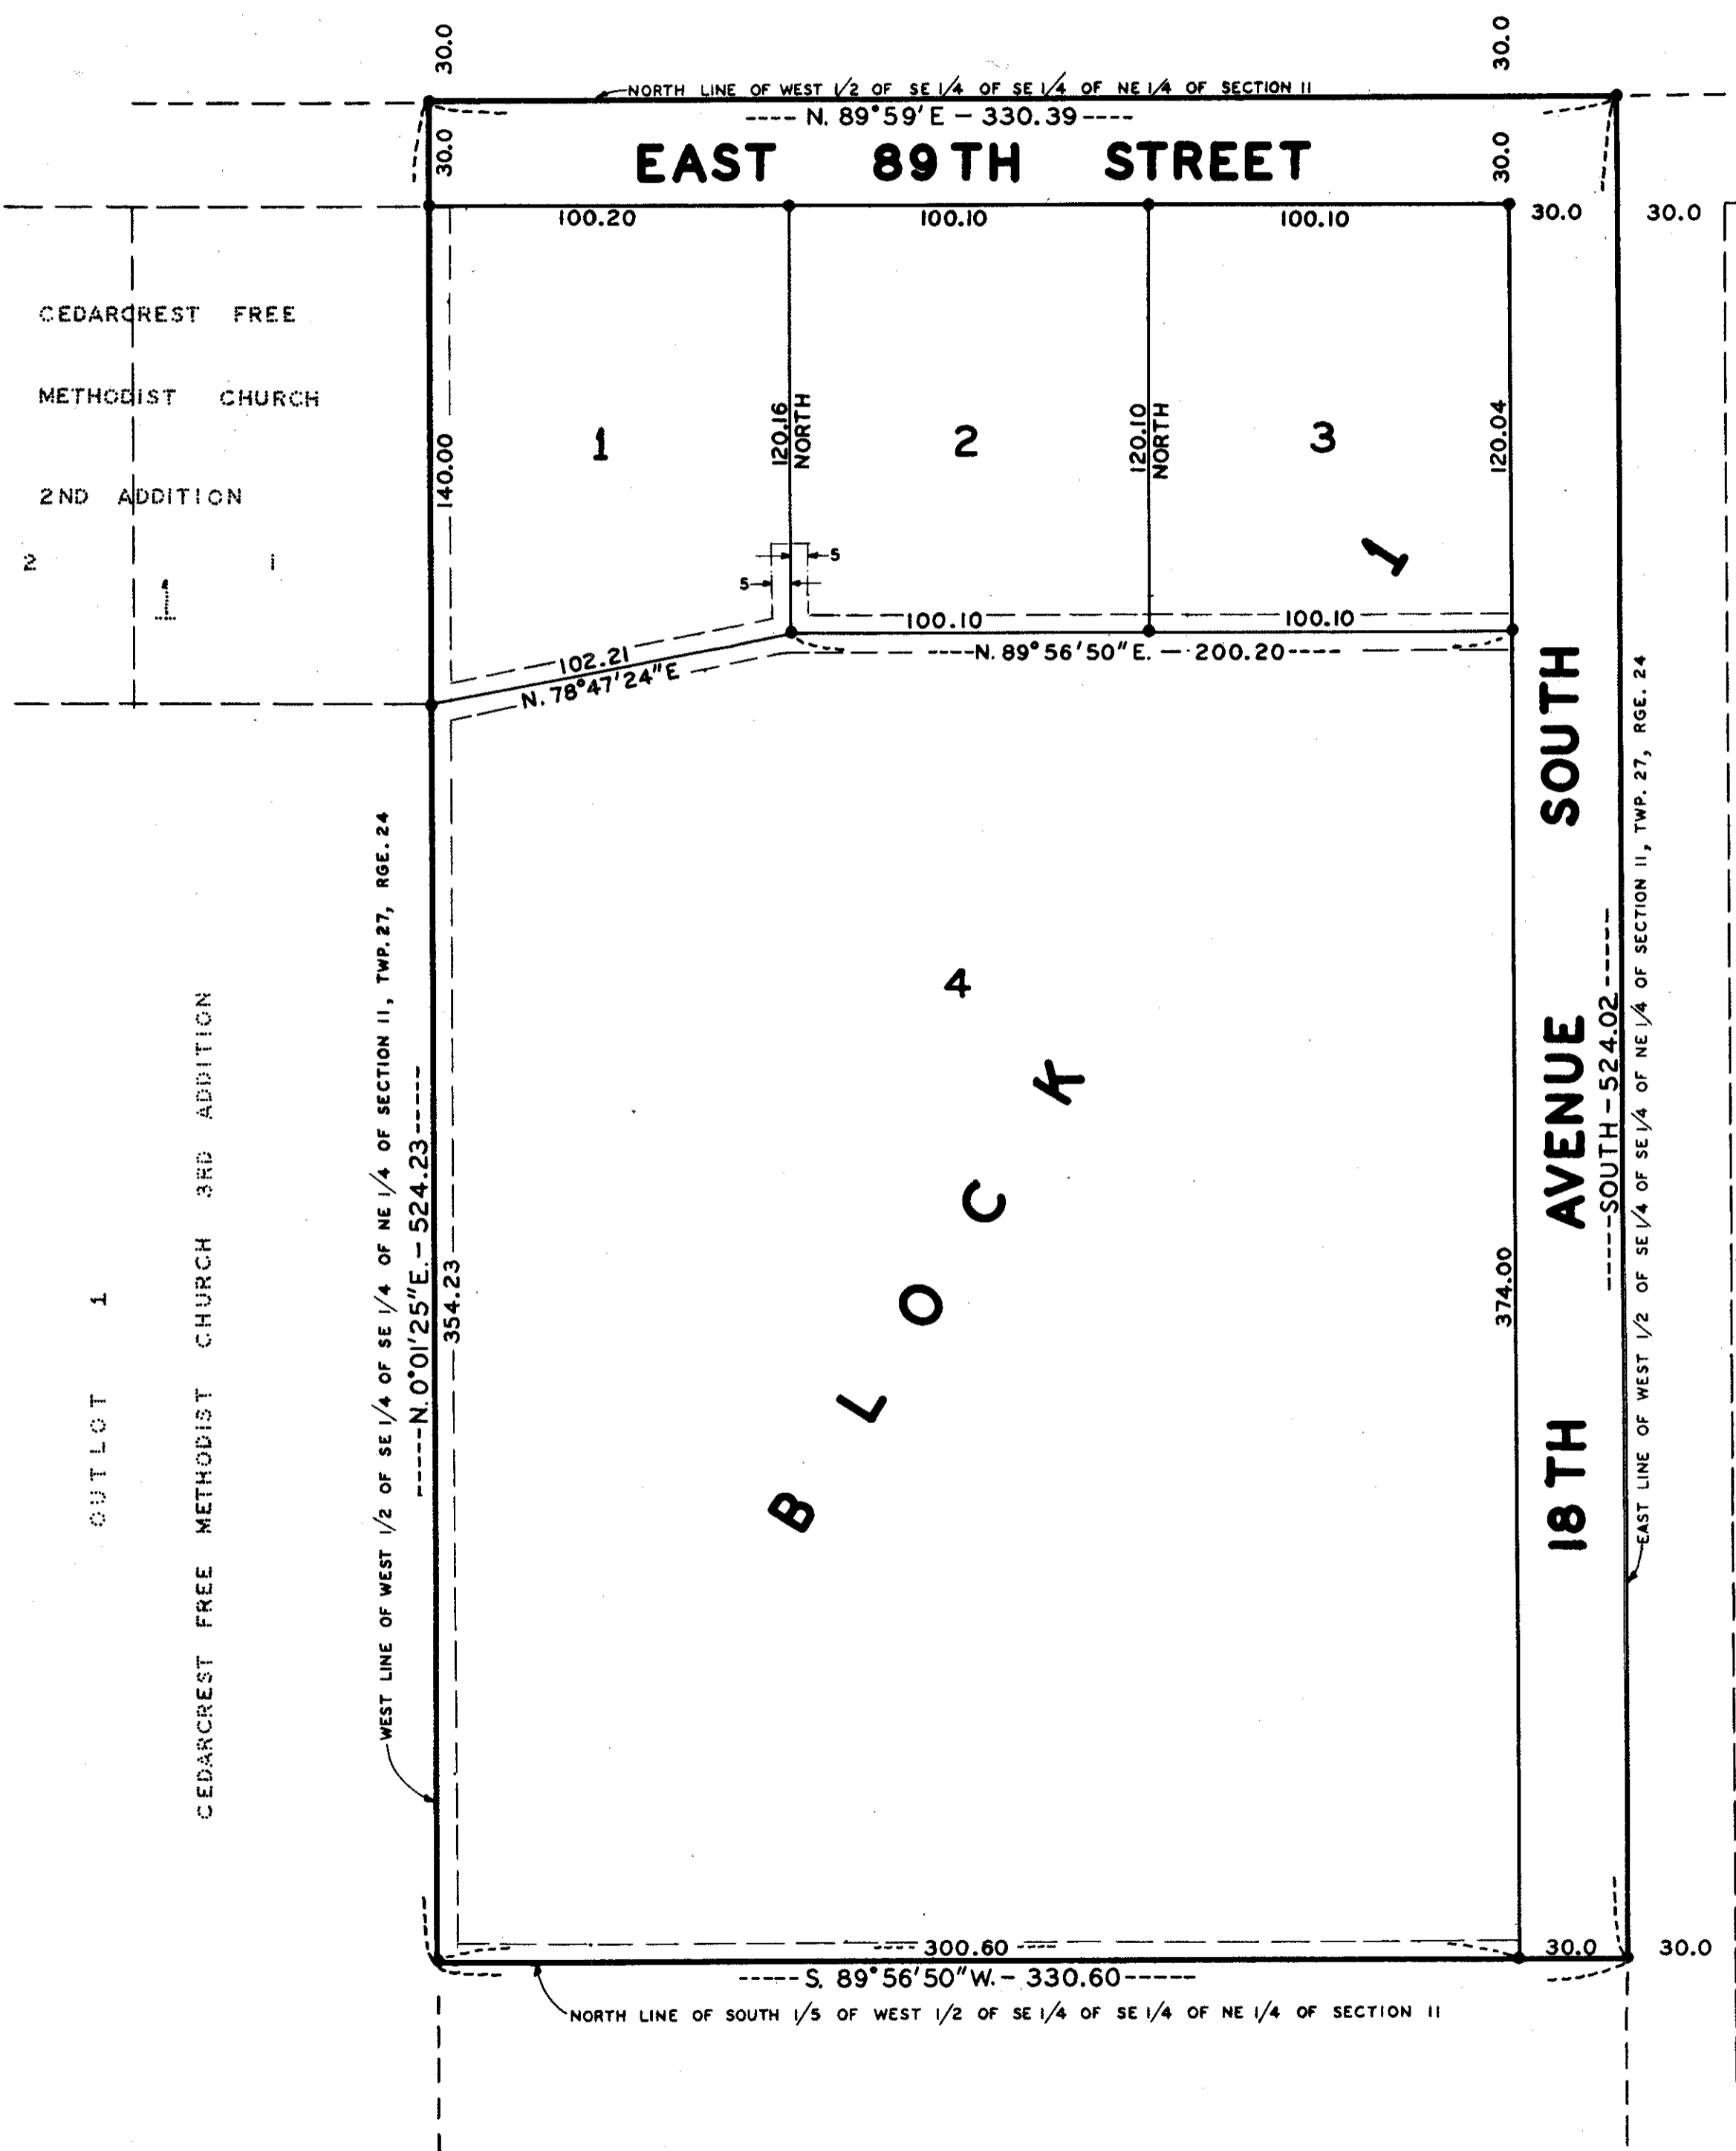 30.0
30.0
NORTH LINE OF WEST 1/2 OF SE 1/4 OF SE 1/4 OF NE 1/4 OF SECTION 11
---- N. 89°59' E – 330.39 ----
30.0
EAST 89TH STREET
30.0
100.20
100.10
100.10
30.0
30.0
CEDARCREST FREE
METHODIST CHURCH
2ND ADDITION
2
1
1
140.00
1
120.16
NORTH
2
120.10
NORTH
3
120.04
1
5
5
100.10
100.10
102.21
N. 78°47'24"E
----N. 89°56'50"E. – 200.20----
SOUTH
AVENUE
18TH
-----SOUTH – 524.02-----
EAST LINE OF WEST 1/2 OF SE 1/4 OF SE 1/4 OF NE 1/4 OF SECTION 11, TWP. 27, RGE. 24
WEST LINE OF WEST 1/2 OF SE 1/4 OF SE 1/4 OF NE 1/4 OF SECTION 11, TWP. 27, RGE. 24
-----N. 0°01'25"E. – 524.23-----
354.23
4
BLOCK
374.00
OUTLOT 1
CEDARCREST FREE METHODIST CHURCH 3RD ADDITION
---- 300.60 ----
30.0
30.0
----- S. 89°56'50"W. – 330.60-----
NORTH LINE OF SOUTH 1/5 OF WEST 1/2 OF SE 1/4 OF SE 1/4 OF NE 1/4 OF SECTION 11